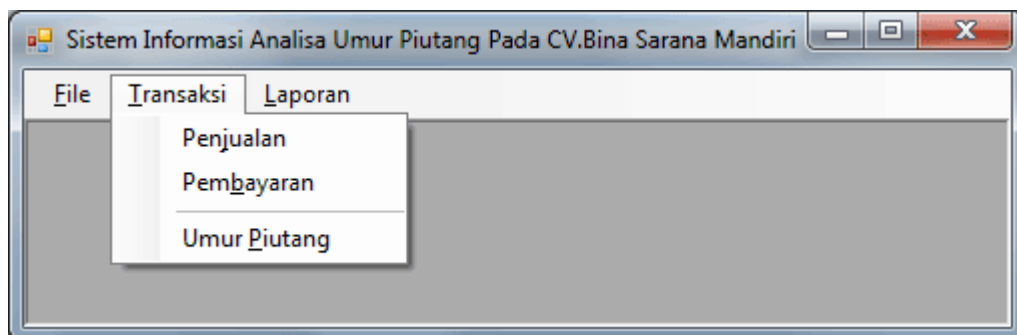 Sistem Informasi Analisa Umur Piutang Pada CV.Bina Sarana Mandiri
File Transaksi Laporan
Penjualan
Pembayaran
Umur Piutang